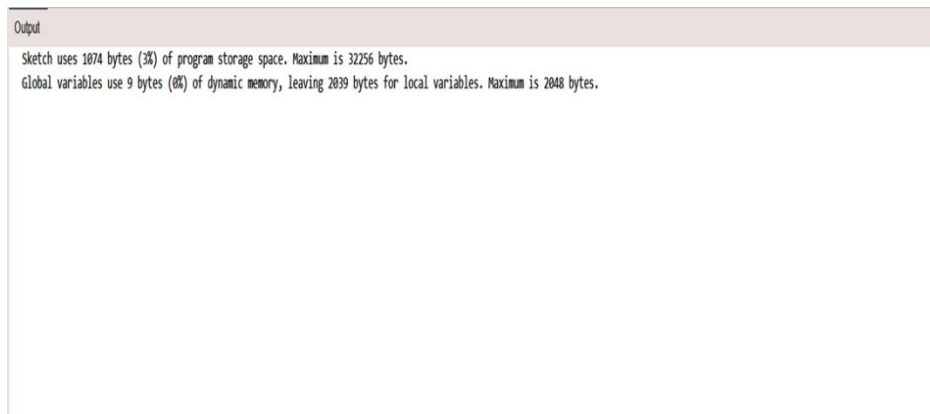 Output
Sketch uses 1074 bytes (3%) of program storage space. Maximum is 32256 bytes.
Global variables use 9 bytes (0%) of dynamic memory, leaving 2039 bytes for local variables. Maximum is 2048 bytes.